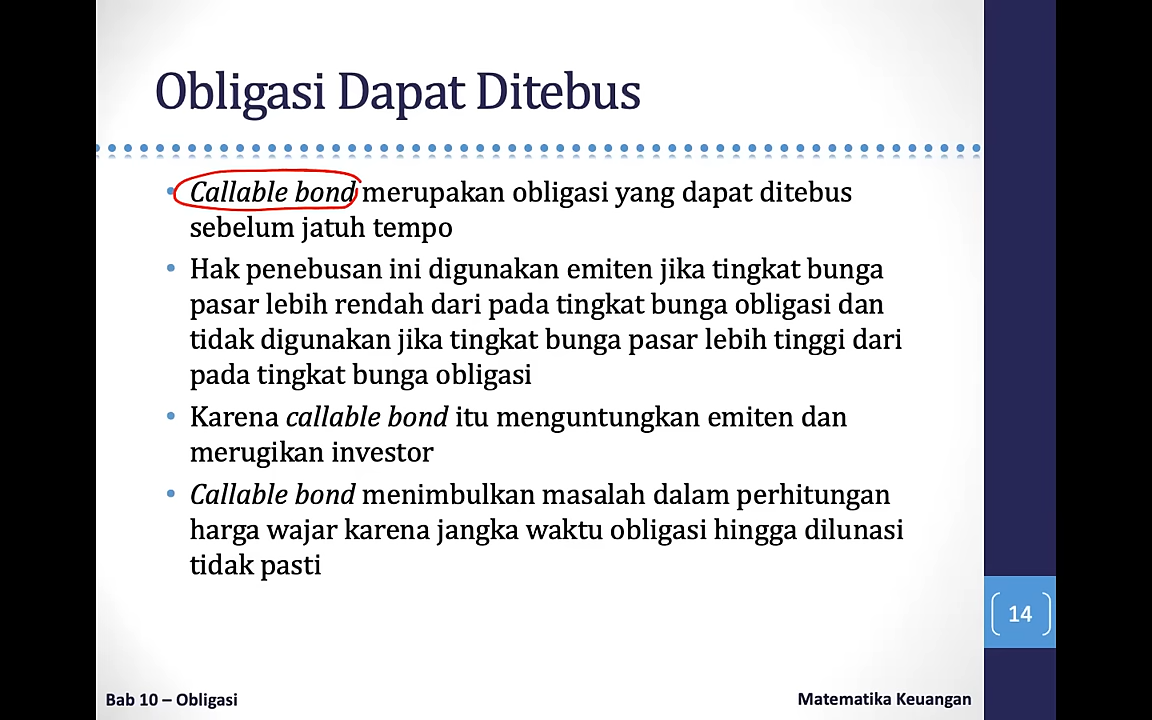 Obligasi Dapat Ditebus
• Callable bond merupakan obligasi yang dapat ditebus
sebelum jatuh tempo
• Hak penebusan ini digunakan emiten jika tingkat bunga
pasar lebih rendah dari pada tingkat bunga obligasi dan
tidak digunakan jika tingkat bunga pasar lebih tinggi dari
pada tingkat bunga obligasi
• Karena callable bond itu menguntungkan emiten dan
merugikan investor
• Callable bond menimbulkan masalah dalam perhitungan
harga wajar karena jangka waktu obligasi hingga dilunasi
tidak pasti
14
Bab 10 – Obligasi
Matematika Keuangan